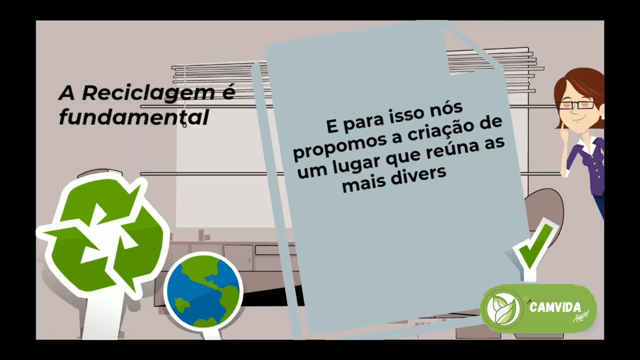 A Reciclagem é
fundamental
E para isso nós
propomos a criação de
um lugar que reúna as
mais divers
CAMVIDA